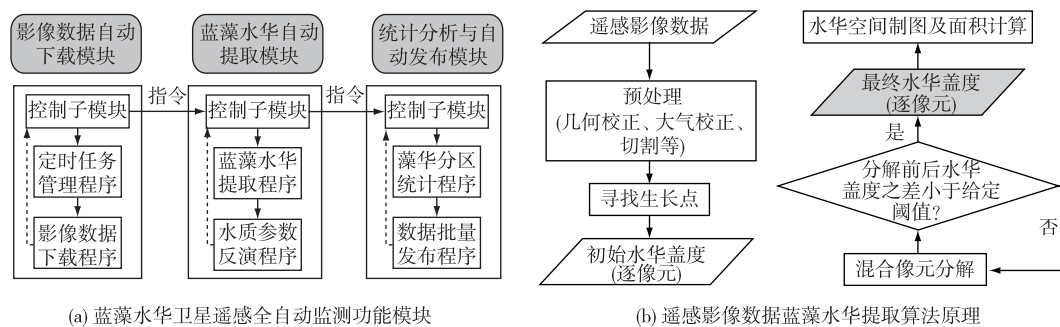 影像数据自动
下载模块
蓝藻水华自动
提取模块
统计分析与自
动发布模块
控制子模块
指令
控制子模块
指令
控制子模块
定时任务
管理程序
蓝藻水华
提取程序
藻华分区
统计程序
影像数据
下载程序
水质参数
反演程序
数据批量
发布程序
(a) 蓝藻水华卫星遥感全自动监测功能模块
遥感影像数据
预处理
(几何校正、大气校正、
切割等)
寻找生长点
初始水华盖度
(逐像元)
水华空间制图及面积计算
最终水华盖度
(逐像元)
是
分解前后水华
盖度之差小于给定
阈值?
否
混合像元分解
(b) 遥感影像数据蓝藻水华提取算法原理